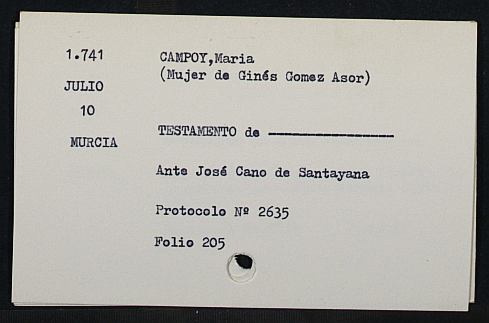 1.741
CAMPOY,Maria
(Mujer de Ginés Gomez Asor)
JULIO
10
TESTAMENTO de ————————
MURCIA
Ante José Cano de Santayana
Protocolo Nº 2635
Folio 205